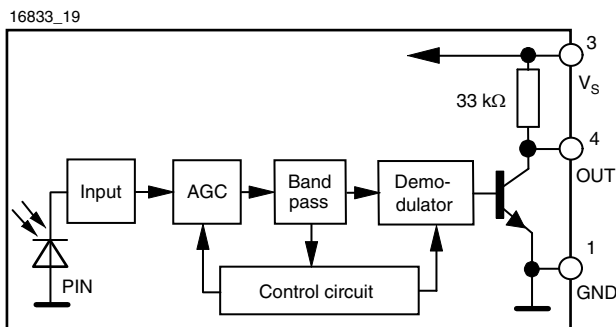 16833_19
3
V_S
33 kΩ
4
OUT
Input
AGC
Band
pass
Demo-
dulator
1
GND
PIN
Control circuit